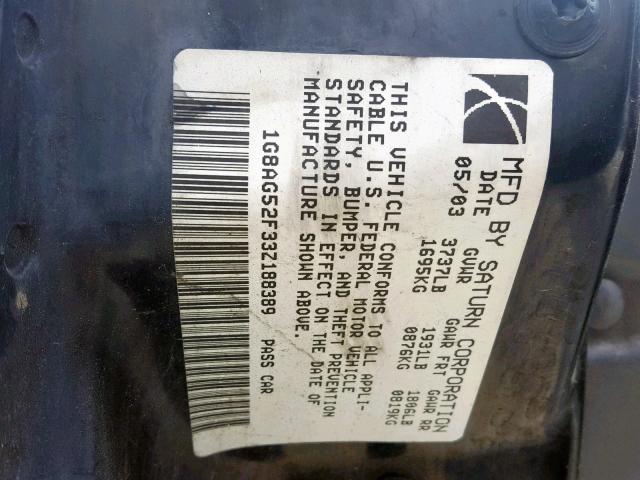 MFD BY SATURN CORPORATION
DATE GVWR GAWR FRT GAWR RR
05/03 3737LB 1931LB 1806LB
1695KG 0876KG 0819KG
THIS VEHICLE CONFORMS TO ALL APPLI-
CABLE U.S. FEDERAL MOTOR VEHICLE
SAFETY, BUMPER, AND THEFT PREVENTION
STANDARDS IN EFFECT ON THE DATE OF
MANUFACTURE SHOWN ABOVE.
1G8AG52F33Z188389 PASS CAR